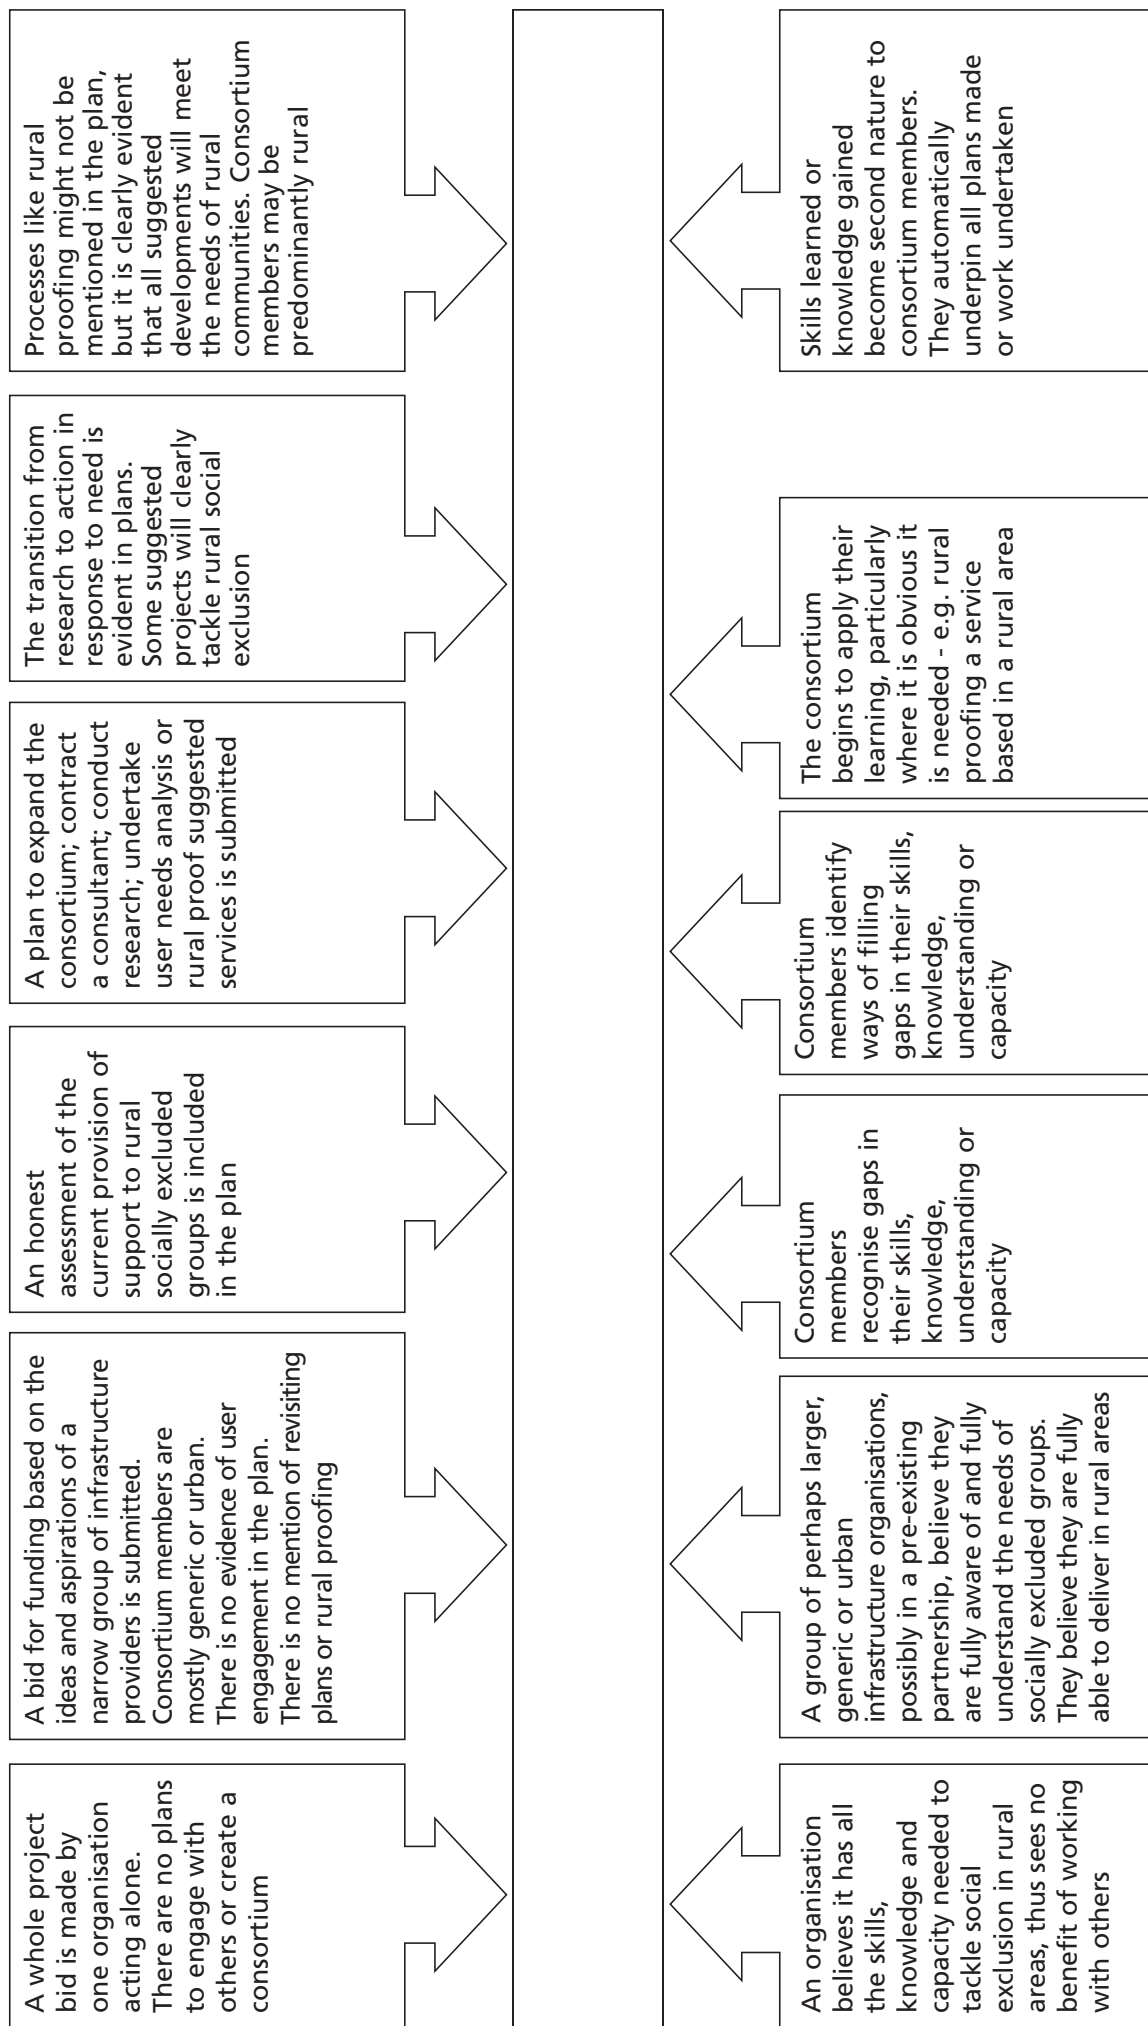 A whole project
bid is made by
one organisation
acting alone.
There are no plans
to engage with
others or create a
consortium
A bid for funding based on the
ideas and aspirations of a
narrow group of infrastructure
providers is submitted.
Consortium members are
mostly generic or urban.
There is no evidence of user
engagement in the plan.
There is no mention of revisiting
plans or rural proofing
An honest
assessment of the
current provision of
support to rural
socially excluded
groups is included
in the plan
A plan to expand the
consortium; contract
a consultant; conduct
research; undertake
user needs analysis or
rural proof suggested
services is submitted
The transition from
research to action in
response to need is
evident in plans.
Some suggested
projects will clearly
tackle rural social
exclusion
Processes like rural
proofing might not be
mentioned in the plan,
but it is clearly evident
that all suggested
developments will meet
the needs of rural
communities. Consortium
members may be
predominantly rural
An organisation
believes it has all
the skills,
knowledge and
capacity needed to
tackle social
exclusion in rural
areas, thus sees no
benefit of working
with others
A group of perhaps larger,
generic or urban
infrastructure organisations,
possibly in a pre-existing
partnership, believe they
are fully aware of and fully
understand the needs of
socially excluded groups.
They believe they are fully
able to deliver in rural areas
Consortium
members
recognise gaps in
their skills,
knowledge,
understanding or
capacity
Consortium
members identify
ways of filling
gaps in their skills,
knowledge,
understanding or
capacity
The consortium
begins to apply their
learning, particularly
where it is obvious it
is needed - e.g. rural
proofing a service
based in a rural area
Skills learned or
knowledge gained
become second nature to
consortium members.
They automatically
underpin all plans made
or work undertaken